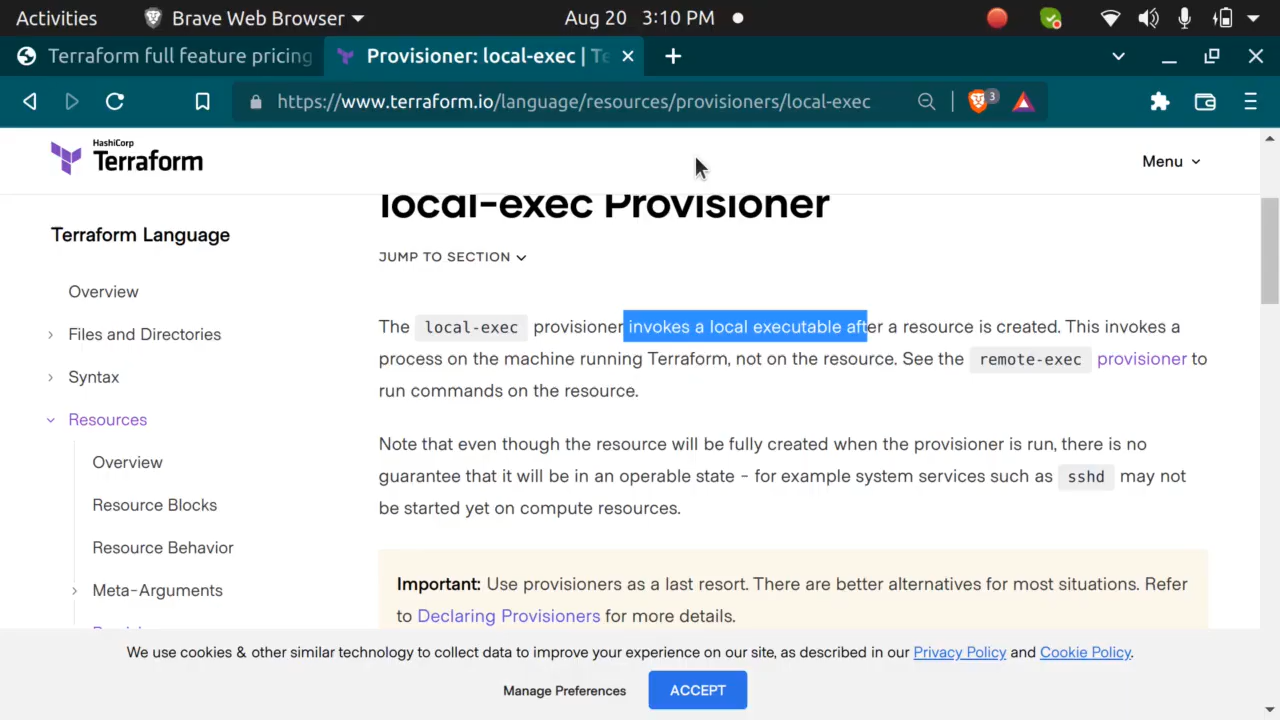 Activities Brave Web Browser Aug 20 3:10 PM
Terraform full feature pricing Provisioner: local-exec | Te
https://www.terraform.io/language/resources/provisioners/local-exec 3
HashiCorp
Terraform
Menu
local-exec Provisioner
Terraform Language
JUMP TO SECTION
Overview
Files and Directories
Syntax
Resources
Overview
Resource Blocks
Resource Behavior
Meta-Arguments
The local-exec provisioner invokes a local executable after a resource is created. This invokes a
process on the machine running Terraform, not on the resource. See the remote-exec provisioner to
run commands on the resource.
Note that even though the resource will be fully created when the provisioner is run, there is no
guarantee that it will be in an operable state - for example system services such as sshd may not
be started yet on compute resources.
Important: Use provisioners as a last resort. There are better alternatives for most situations. Refer
to Declaring Provisioners for more details.
We use cookies & other similar technology to collect data to improve your experience on our site, as described in our Privacy Policy and Cookie Policy.
Manage Preferences ACCEPT